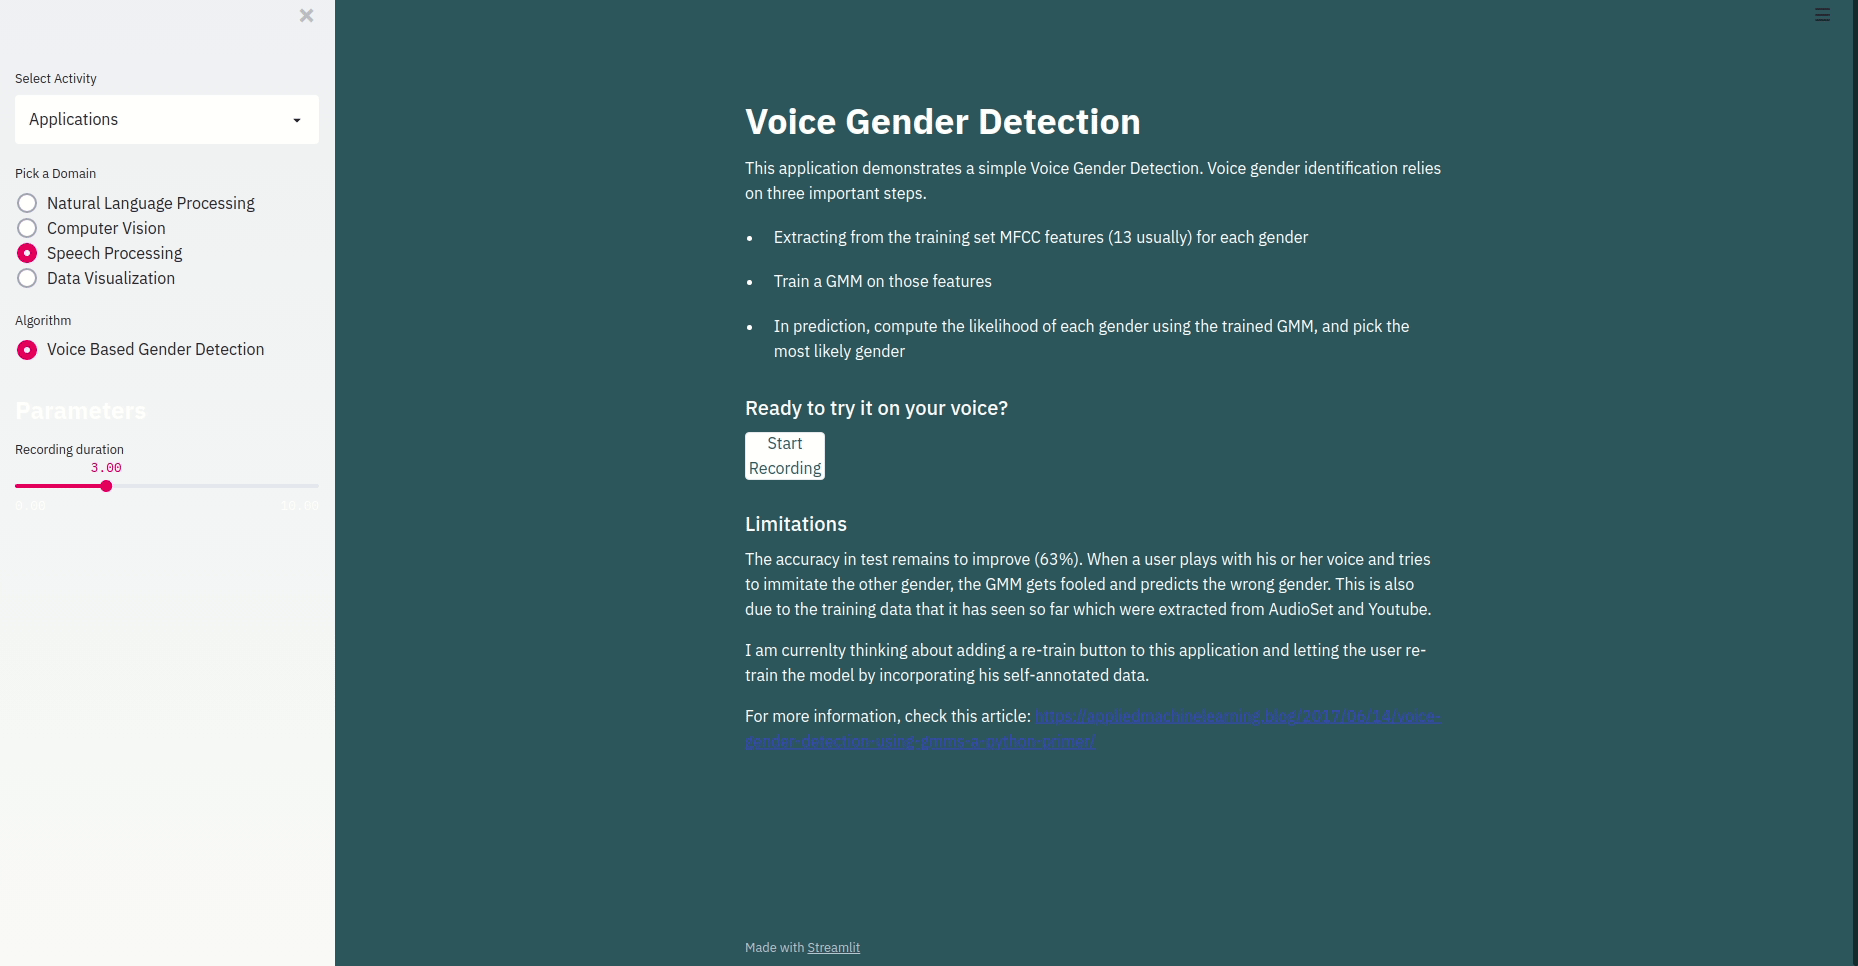 Select Activity
Applications
Pick a Domain
Natural Language Processing
Computer Vision
Speech Processing
Data Visualization
Algorithm
Voice Based Gender Detection
Parameters
Recording duration
3.00
0.00 10.00
Voice Gender Detection
This application demonstrates a simple Voice Gender Detection. Voice gender identification relies
on three important steps.
• Extracting from the training set MFCC features (13 usually) for each gender
• Train a GMM on those features
• In prediction, compute the likelihood of each gender using the trained GMM, and pick the
most likely gender
Ready to try it on your voice?
Start
Recording
Limitations
The accuracy in test remains to improve (63%). When a user plays with his or her voice and tries
to immitate the other gender, the GMM gets fooled and predicts the wrong gender. This is also
due to the training data that it has seen so far which were extracted from AudioSet and Youtube.
I am currenlty thinking about adding a re-train button to this application and letting the user re-
train the model by incorporating his self-annotated data.
For more information, check this article: https://appliedmachinelearning.blog/2017/06/14/voice-
gender-detection-using-gmms-a-python-primer/
Made with Streamlit